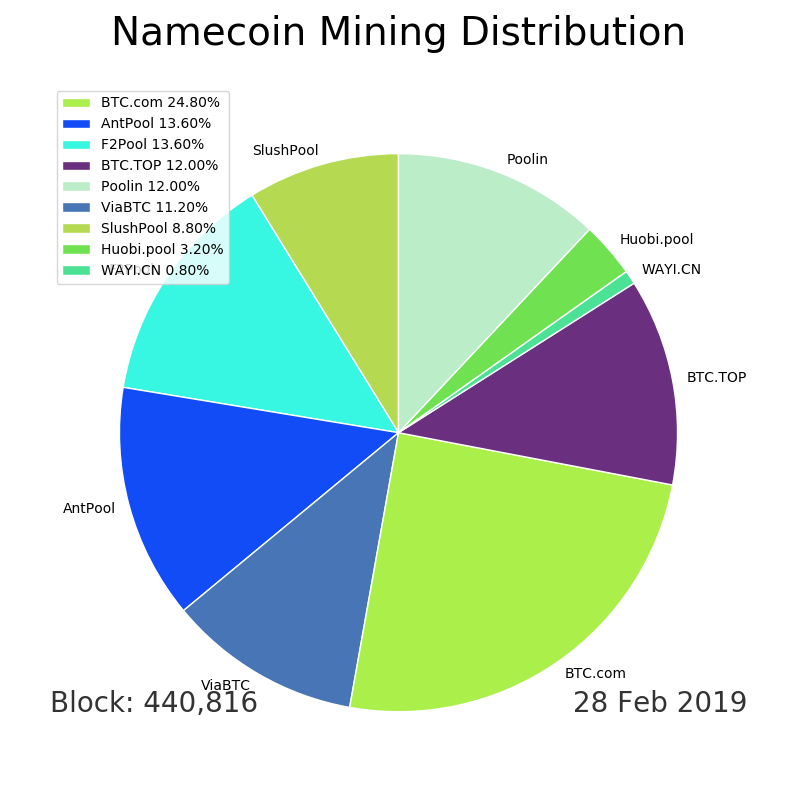 Namecoin Mining Distribution
BTC.com 24.80%
AntPool 13.60%
F2Pool 13.60%
BTC.TOP 12.00%
Poolin 12.00%
ViaBTC 11.20%
SlushPool 8.80%
Huobi.pool 3.20%
WAYI.CN 0.80%
SlushPool
Poolin
Huobi.pool
WAYI.CN
BTC.TOP
AntPool
BTC.com
ViaBTC
Block: 440,816
28 Feb 2019